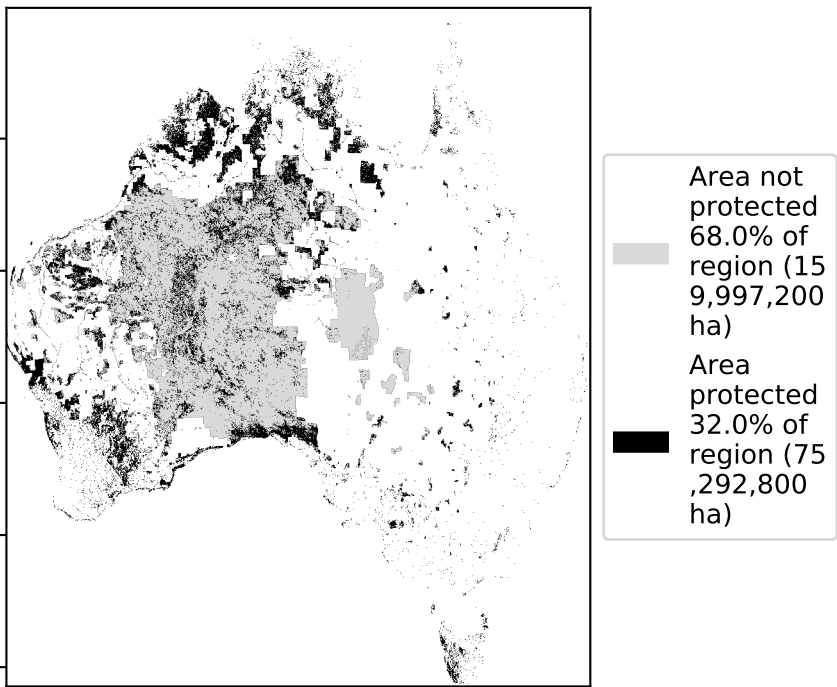 Area not
protected
68.0% of
region (15
9,997,200
ha)
Area
protected
32.0% of
region (75
,292,800
ha)